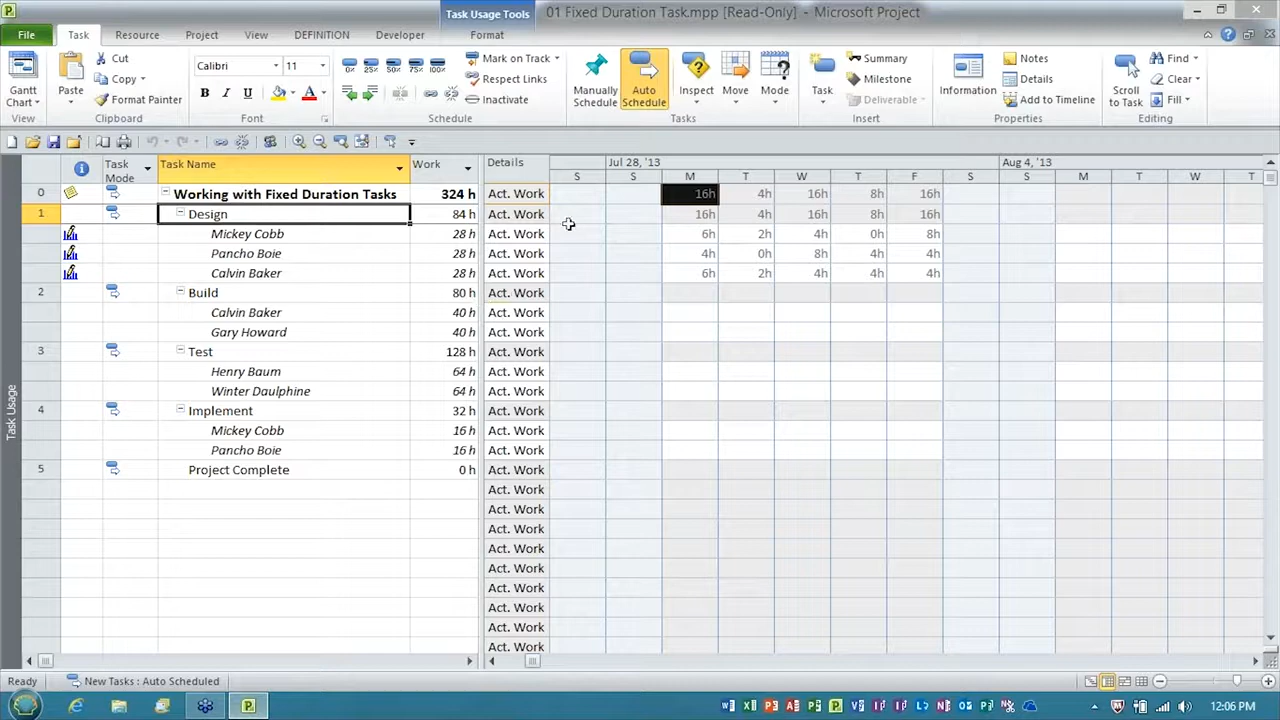 Task Usage Tools
01 Fixed Duration Task.mpp [Read-Only] - Microsoft Project
File Task Resource Project View DEFINITION Developer Format
Gantt Chart
View
Paste
Cut
Copy
Format Painter
Clipboard
Calibri 11
B I U A
Font
0% 25% 50% 75% 100%
Mark on Track
Respect Links
Inactivate
Schedule
Manually Schedule
Auto Schedule
Inspect
Move
Mode
Tasks
Task
Summary
Milestone
Deliverable
Insert
Information
Notes
Details
Add to Timeline
Properties
Scroll to Task
Find
Clear
Fill
Editing
Task Mode Task Name Work Details Jul 28, '13 Aug 4, '13
S S M T W T F S S M T W T
0 Working with Fixed Duration Tasks 324 h Act. Work 16h 4h 16h 8h 16h
1 Design 84 h Act. Work 16h 4h 16h 8h 16h
Mickey Cobb 28 h Act. Work 6h 2h 4h 0h 8h
Pancho Boie 28 h Act. Work 4h 0h 8h 4h 4h
Calvin Baker 28 h Act. Work 6h 2h 4h 4h 4h
2 Build 80 h Act. Work
Calvin Baker 40 h Act. Work
Gary Howard 40 h Act. Work
3 Test 128 h Act. Work
Henry Baum 64 h Act. Work
Winter Daulphine 64 h Act. Work
4 Implement 32 h Act. Work
Mickey Cobb 16 h Act. Work
Pancho Boie 16 h Act. Work
5 Project Complete 0 h Act. Work
Act. Work
Act. Work
Act. Work
Act. Work
Act. Work
Act. Work
Act. Work
Act. Work
Act. Work
Task Usage
Ready New Tasks : Auto Scheduled
12:06 PM